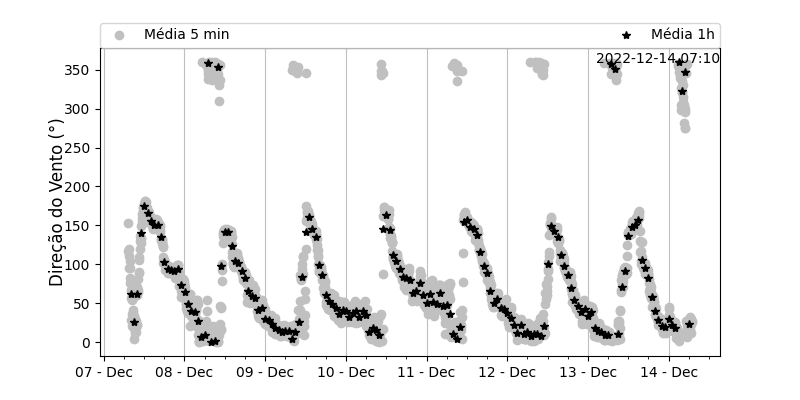 Média 5 min
Média 1h
2022-12-14 07:10
Direção do Vento (°)
350
300
250
200
150
100
50
0
07 - Dec
08 - Dec
09 - Dec
10 - Dec
11 - Dec
12 - Dec
13 - Dec
14 - Dec